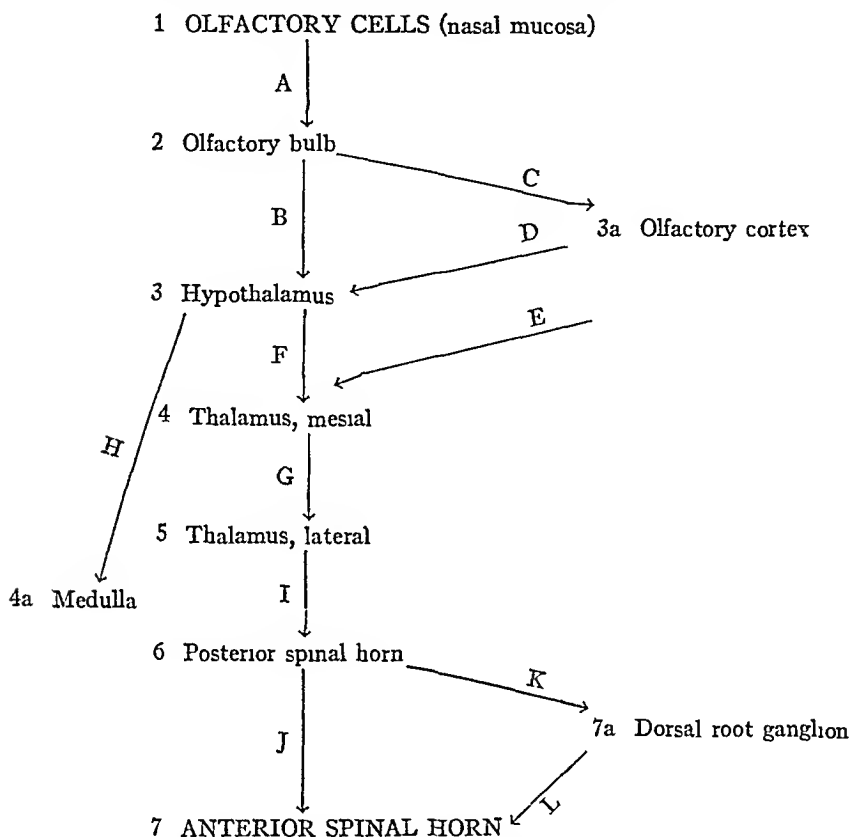 1 OLFACTORY CELLS (nasal mucosa)
A
2 Olfactory bulb
C
B
3a Olfactory cortex
D
3 Hypothalamus
E
F
4 Thalamus, mesial
H
G
5 Thalamus, lateral
I
4a Medulla
6 Posterior spinal horn
K
7a Dorsal root ganglion
J
L
7 ANTERIOR SPINAL HORN